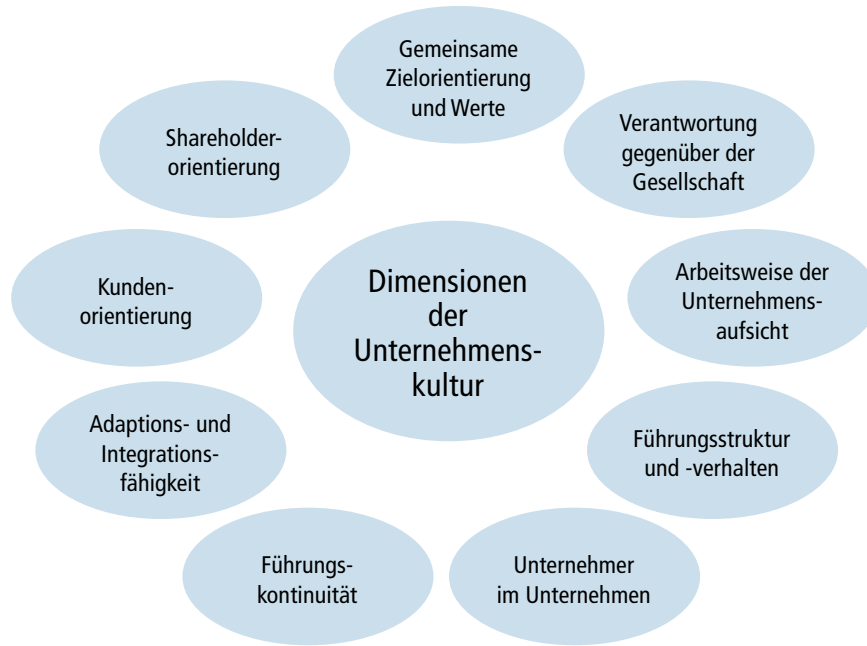 Gemeinsame
Zielorientierung
und Werte
Verantwortung
gegenüber der
Gesellschaft
Arbeitsweise der
Unternehmens-
aufsicht
Führungsstruktur
und -verhalten
Unternehmer
im Unternehmen
Führungs-
kontinuität
Adaptions- und
Integrations-
fähigkeit
Kunden-
orientierung
Shareholder-
orientierung
Dimensionen
der
Unternehmens-
kultur